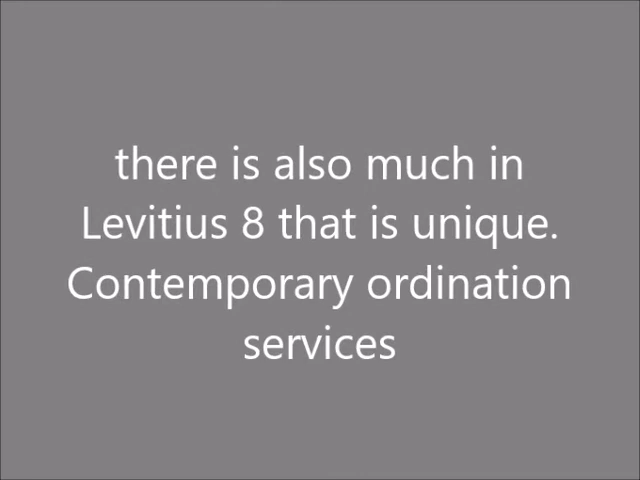 there is also much in
Levitius 8 that is unique.
Contemporary ordination
services